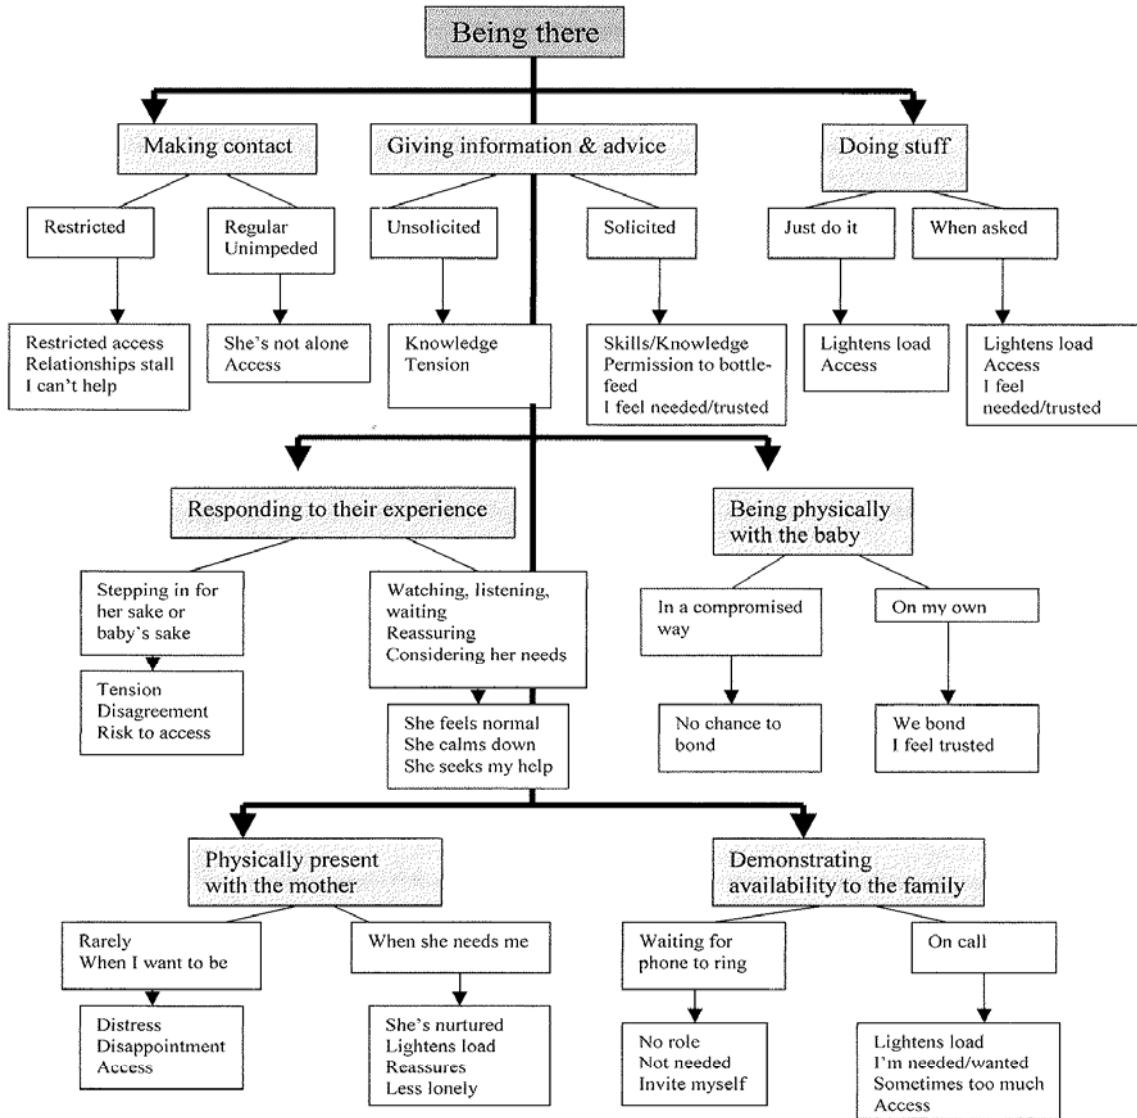 Being there
Making contact
Giving information & advice
Doing stuff
Restricted
Regular
Unimpeded
Unsolicited
Solicited
Just do it
When asked
Restricted access
Relationships stall
I can't help
She's not alone
Access
Knowledge
Tension
Skills/Knowledge
Permission to bottle-
feed
I feel needed/trusted
Lightens load
Access
Lightens load
Access
I feel
needed/trusted
Responding to their experience
Being physically
with the baby
Stepping in for
her sake or
baby's sake
Watching, listening,
waiting
Reassuring
Considering her needs
In a compromised
way
On my own
Tension
Disagreement
Risk to access
She feels normal
She calms down
She seeks my help
No chance to
bond
We bond
I feel trusted
Physically present
with the mother
Demonstrating
availability to the family
Rarely
When I want to be
When she needs me
Waiting for
phone to ring
On call
Distress
Disappointment
Access
She's nurtured
Lightens load
Reassures
Less lonely
No role
Not needed
Invite myself
Lightens load
I'm needed/wanted
Sometimes too much
Access